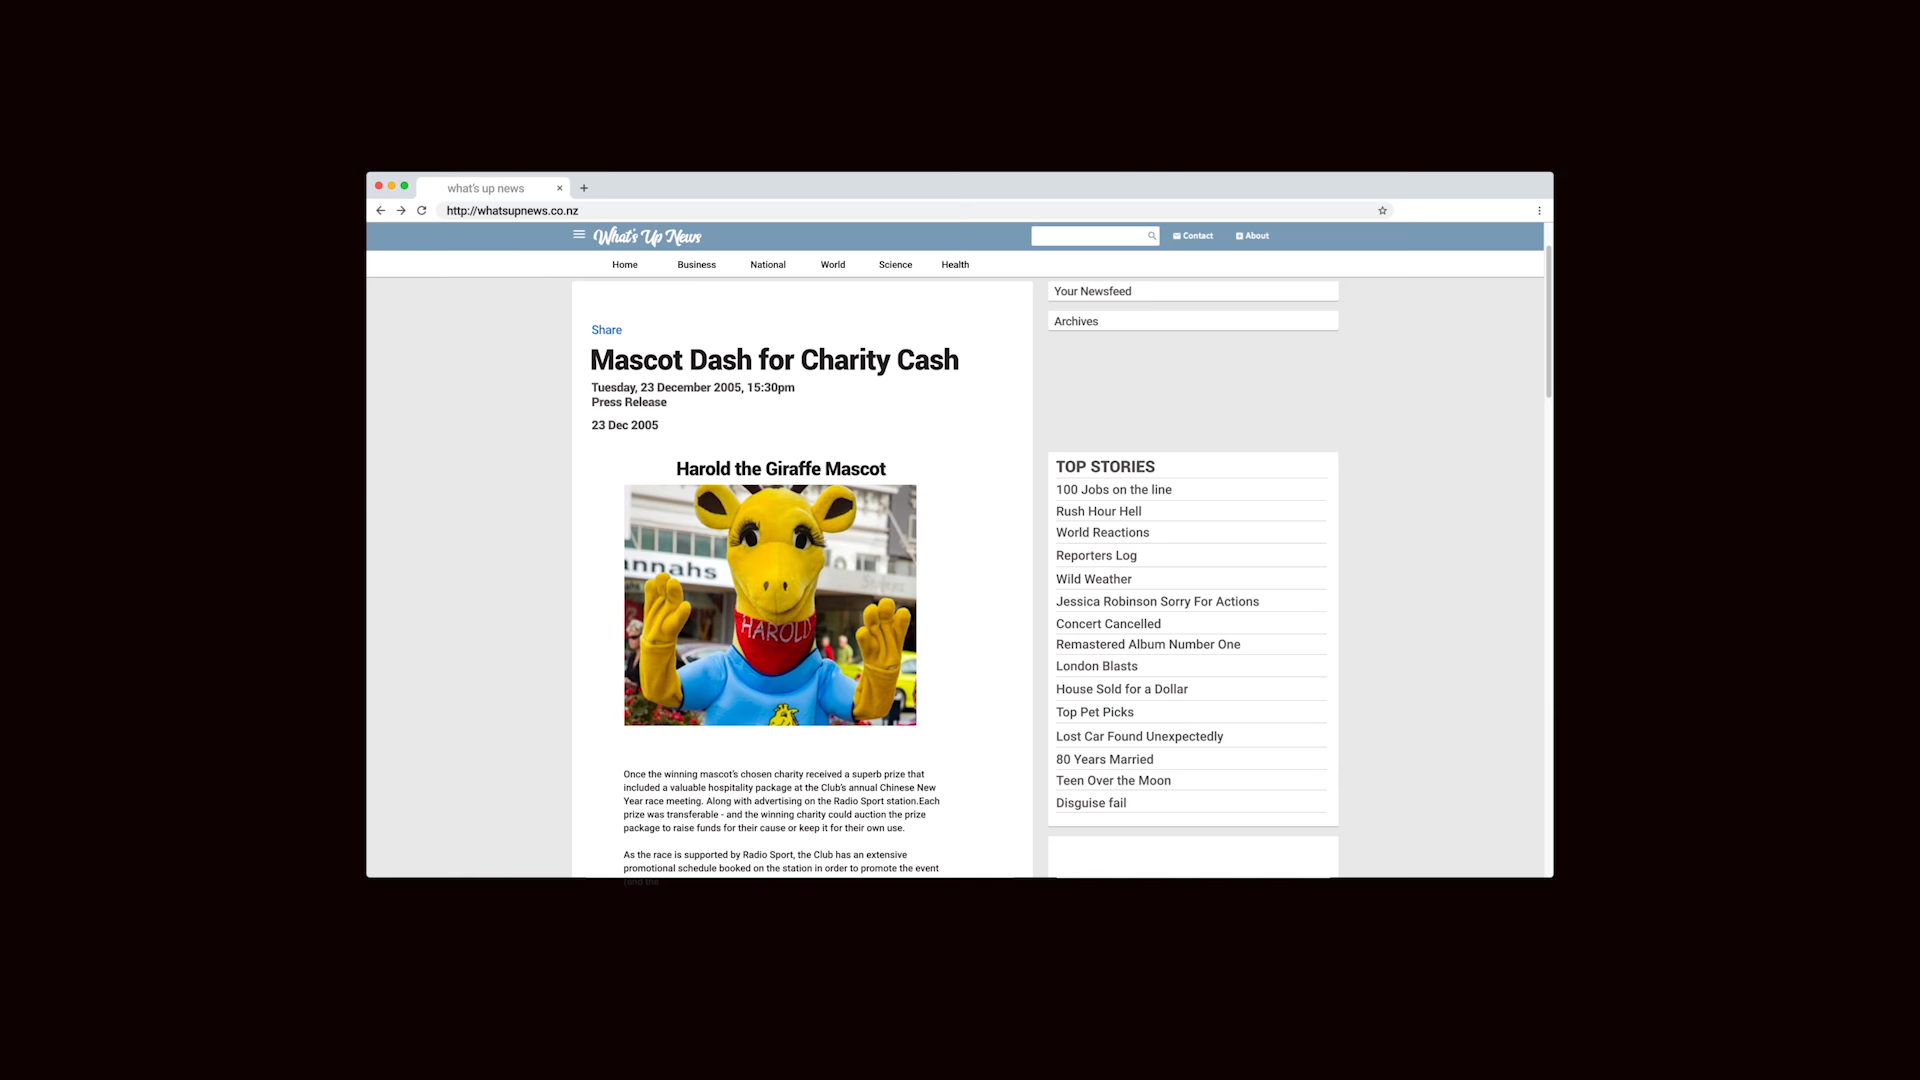 what's up news
http://whatsupnews.co.nz
What's Up News
Contact
About
Home
Business
National
World
Science
Health
Share
Mascot Dash for Charity Cash
Tuesday, 23 December 2005, 15:30pm
Press Release
23 Dec 2005
Harold the Giraffe Mascot
annahs
HAROLD
Once the winning mascot's chosen charity received a superb prize that
included a valuable hospitality package at the Club's annual Chinese New
Year race meeting. Along with advertising on the Radio Sport station.Each
prize was transferable - and the winning charity could auction the prize
package to raise funds for their cause or keep it for their own use.
As the race is supported by Radio Sport, the Club has an extensive
promotional schedule booked on the station in order to promote the event
(and the
Your Newsfeed
Archives
TOP STORIES
100 Jobs on the line
Rush Hour Hell
World Reactions
Reporters Log
Wild Weather
Jessica Robinson Sorry For Actions
Concert Cancelled
Remastered Album Number One
London Blasts
House Sold for a Dollar
Top Pet Picks
Lost Car Found Unexpectedly
80 Years Married
Teen Over the Moon
Disguise fail